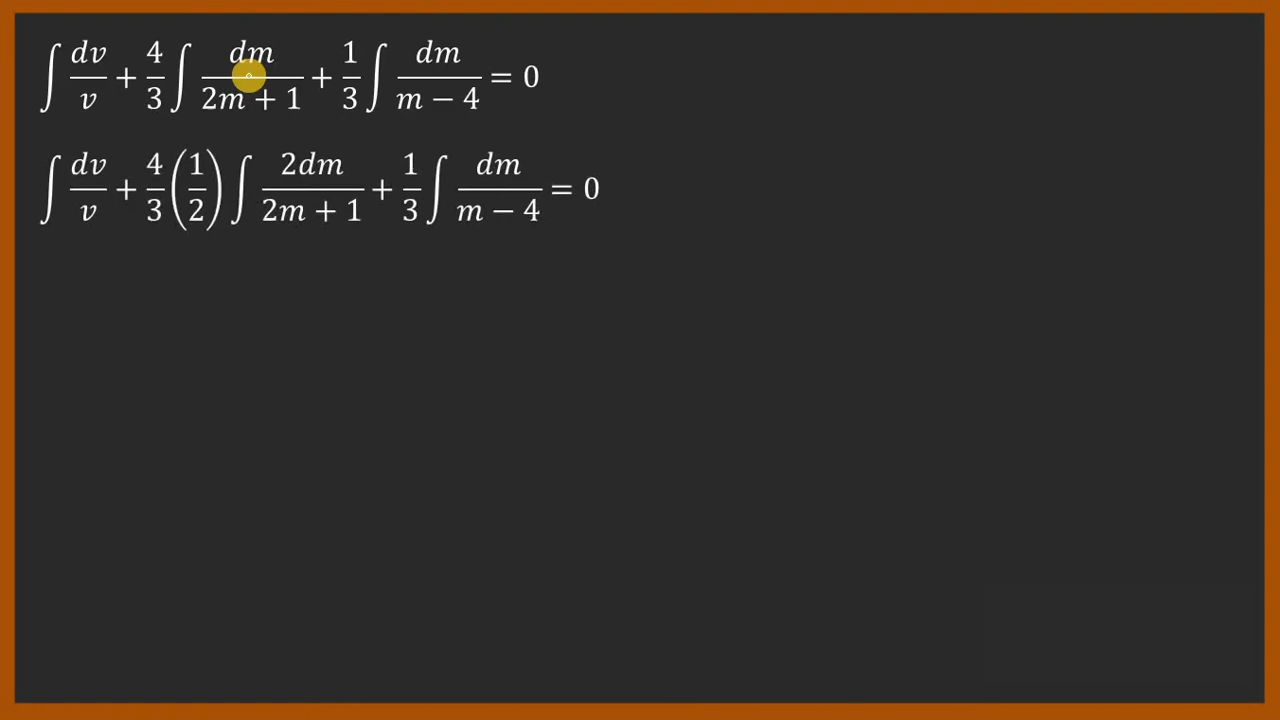 ∫ dv/v + 4/3 ∫ dm/(2m + 1) + 1/3 ∫ dm/(m − 4) = 0
∫ dv/v + 4/3 (1/2) ∫ 2dm/(2m + 1) + 1/3 ∫ dm/(m − 4) = 0